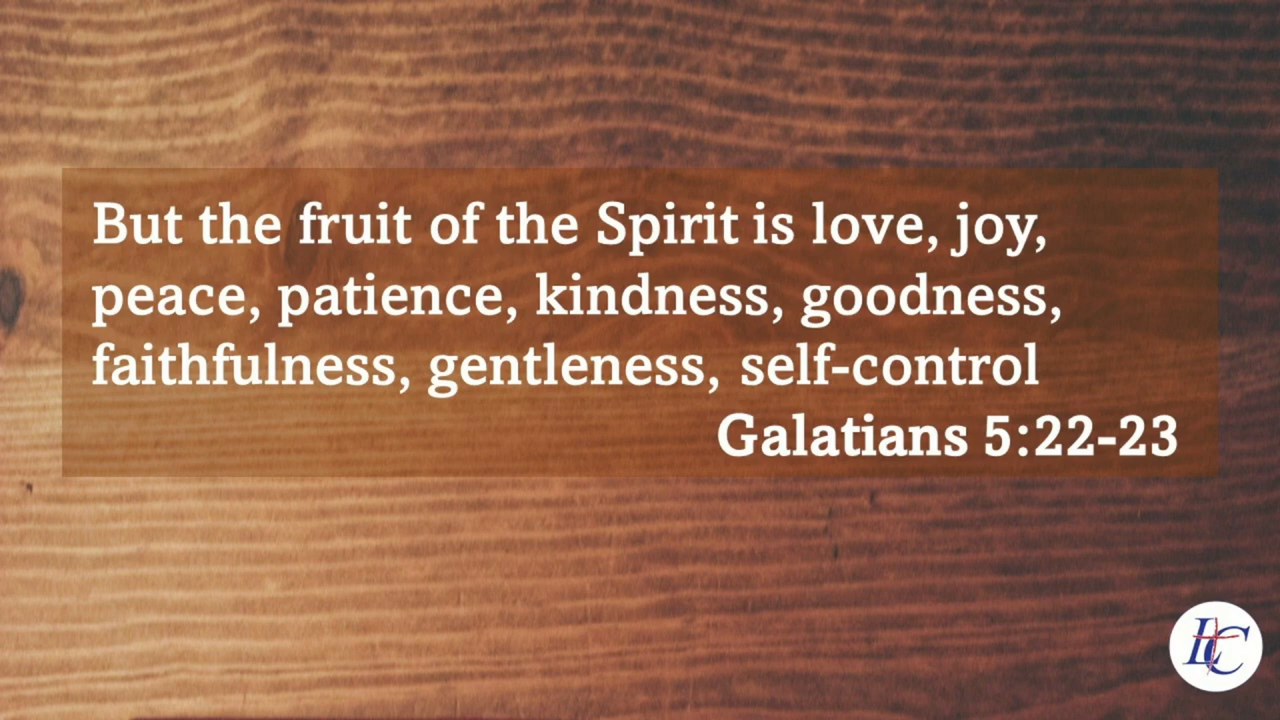 But the fruit of the Spirit is love, joy,
peace, patience, kindness, goodness,
faithfulness, gentleness, self-control
Galatians 5:22-23